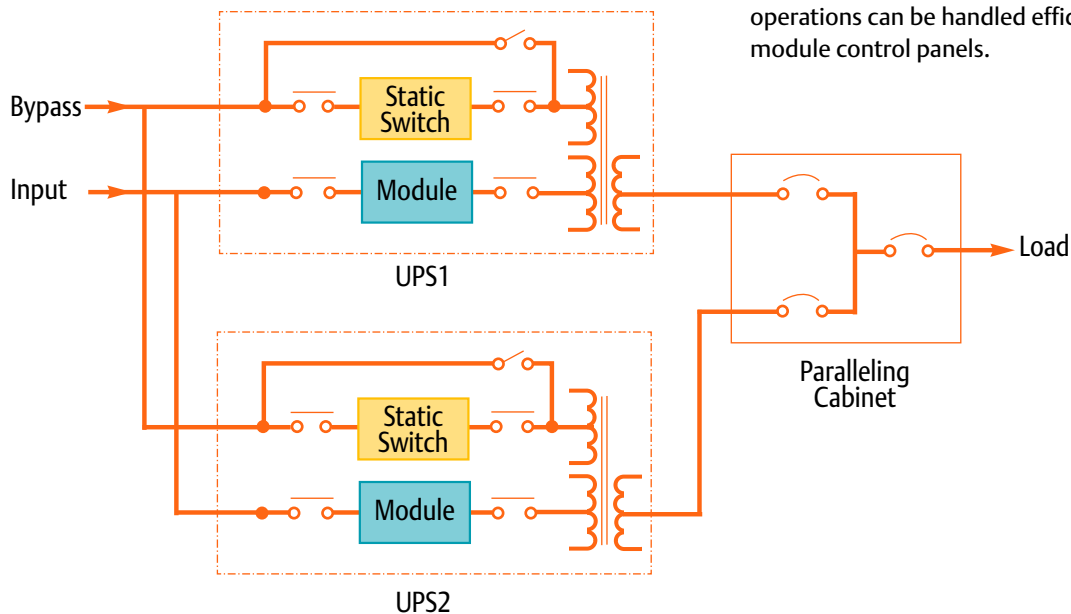 operations can be handled
module control panels.
Bypass
Static
Switch
Input
Module
UPS1
Load
Paralleling
Cabinet
Static
Switch
Module
UPS2